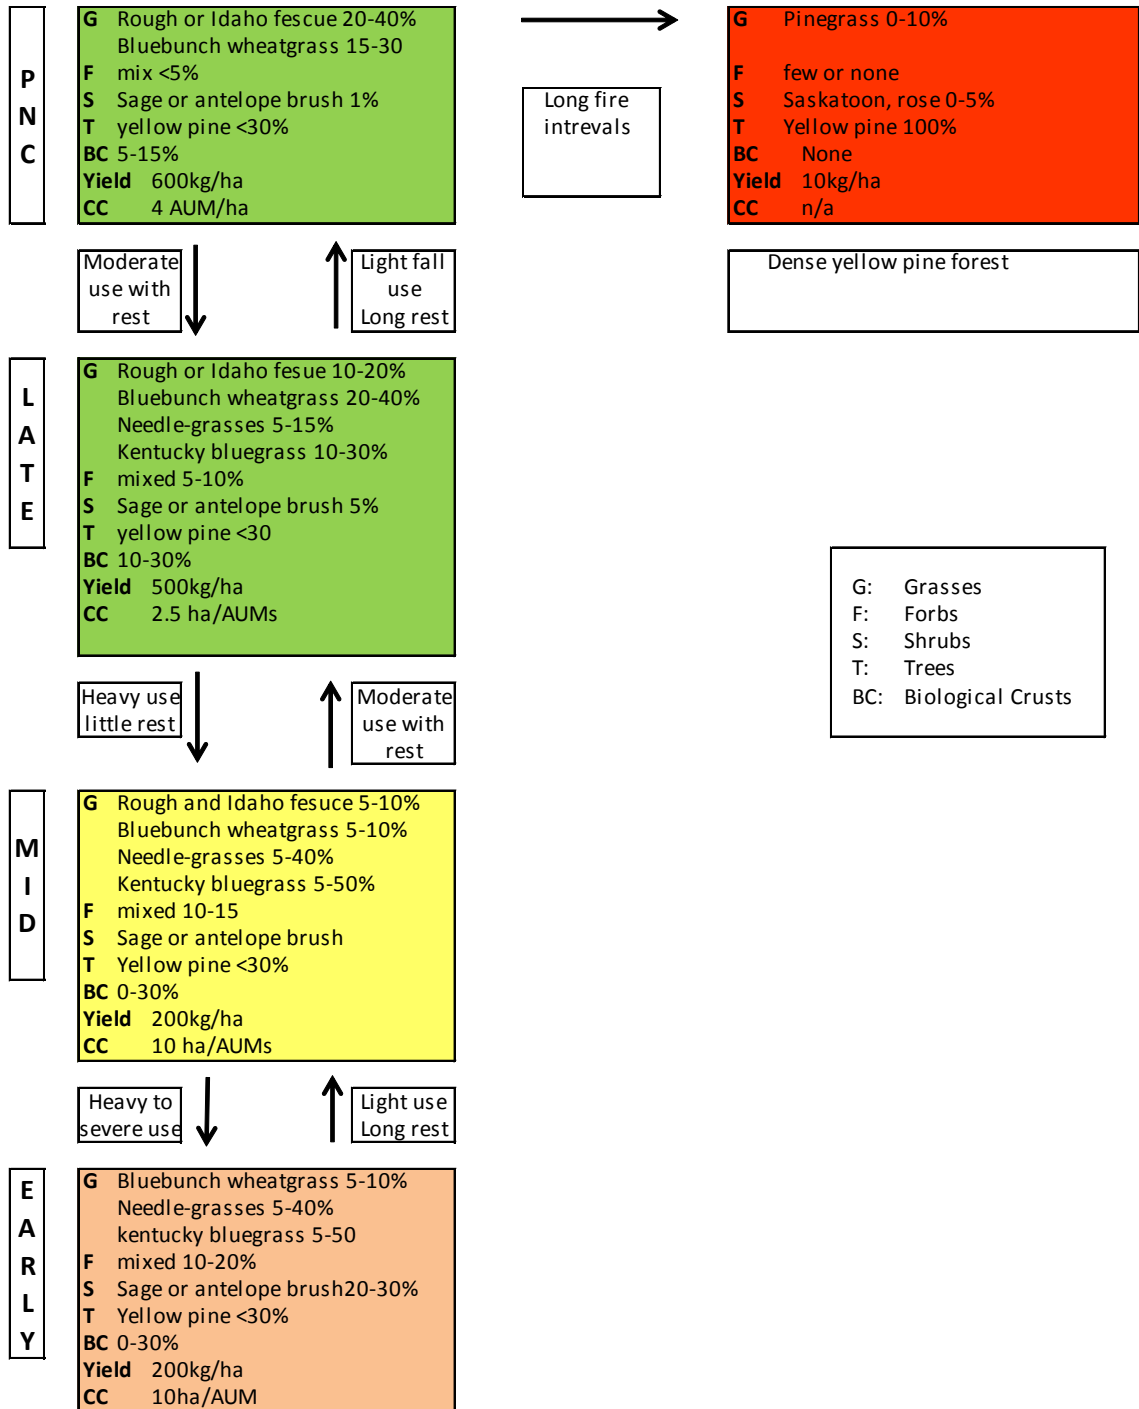 PNC
G Rough or Idaho fescue 20-40%
Bluebunch wheatgrass 15-30
F mix <5%
S Sage or antelope brush 1%
T yellow pine <30%
BC 5-15%
Yield 600kg/ha
CC 4 AUM/ha
Long fire
intrevals
G Pinegrass 0-10%
F few or none
S Saskatoon, rose 0-5%
T Yellow pine 100%
BC None
Yield 10kg/ha
CC n/a
Dense yellow pine forest
Moderate
use with
rest
Light fall
use
Long rest
LATE
G Rough or Idaho fesue 10-20%
Bluebunch wheatgrass 20-40%
Needle-grasses 5-15%
Kentucky bluegrass 10-30%
F mixed 5-10%
S Sage or antelope brush 5%
T yellow pine <30
BC 10-30%
Yield 500kg/ha
CC 2.5 ha/AUMs
G: Grasses
F: Forbs
S: Shrubs
T: Trees
BC: Biological Crusts
Heavy use
little rest
Moderate
use with
rest
MID
G Rough and Idaho fesuce 5-10%
Bluebunch wheatgrass 5-10%
Needle-grasses 5-40%
Kentucky bluegrass 5-50%
F mixed 10-15
S Sage or antelope brush
T Yellow pine <30%
BC 0-30%
Yield 200kg/ha
CC 10 ha/AUMs
Heavy to
severe use
Light use
Long rest
EARLY
G Bluebunch wheatgrass 5-10%
Needle-grasses 5-40%
kentucky bluegrass 5-50
F mixed 10-20%
S Sage or antelope brush20-30%
T Yellow pine <30%
BC 0-30%
Yield 200kg/ha
CC 10ha/AUM